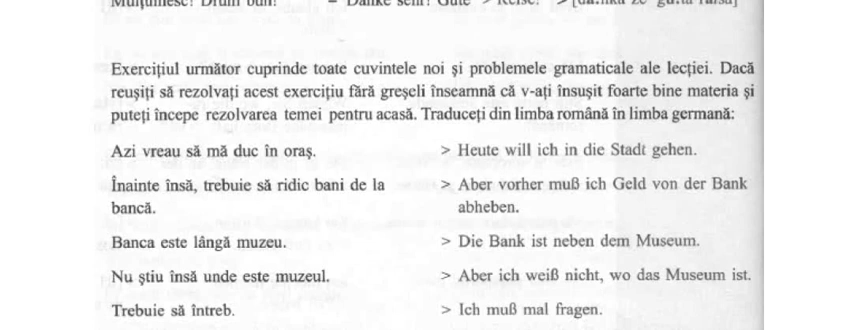 Exercițiul următor cuprinde toate cuvintele noi și problemele gramaticale ale lecției. Dacă
reușiți să rezolvați acest exercițiu fără greșeli înseamnă că v-ați însușit foarte bine materia și
puteți începe rezolvarea temei pentru acasă. Traduceți din limba română în limba germană:
Azi vreau să mă duc în oraș. > Heute will ich in die Stadt gehen.
Înainte însă, trebuie să ridic bani de la > Aber vorher muß ich Geld von der Bank
bancă. abheben.
Banca este lângă muzeu. > Die Bank ist neben dem Museum.
Nu știu însă unde este muzeul. > Aber ich weiß nicht, wo das Museum ist.
Trebuie să întreb. > Ich muß mal fragen.